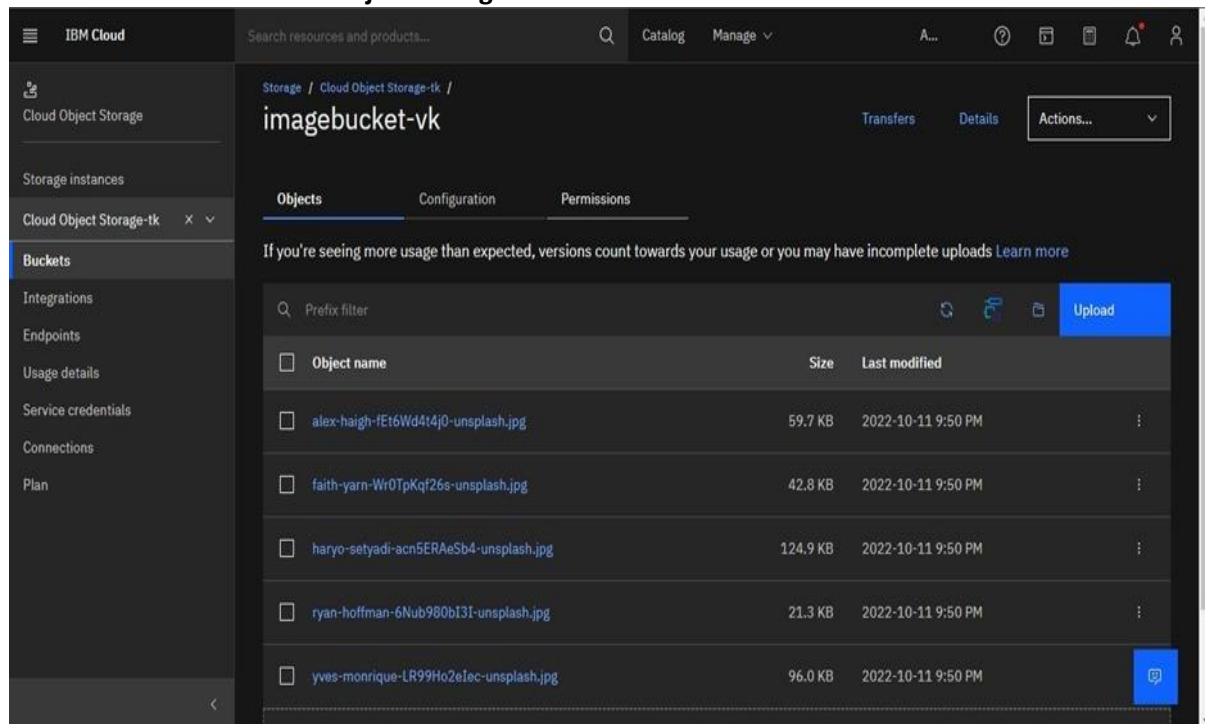 IBM Cloud
Search resources and products...
Catalog
Manage
A...
Cloud Object Storage
Storage instances
Cloud Object Storage-tk
Buckets
Integrations
Endpoints
Usage details
Service credentials
Connections
Plan
Storage / Cloud Object Storage-tk /
imagebucket-vk
Transfers
Details
Actions...
Objects
Configuration
Permissions
If you're seeing more usage than expected, versions count towards your usage or you may have incomplete uploads Learn more
Prefix filter
Upload
Object name Size Last modified
alex-haigh-fEt6Wd4t4j0-unsplash.jpg 59.7 KB 2022-10-11 9:50 PM
faith-yarn-Wr0TpKqf26s-unsplash.jpg 42.8 KB 2022-10-11 9:50 PM
haryo-setyadi-acn5ERAeSb4-unsplash.jpg 124.9 KB 2022-10-11 9:50 PM
ryan-hoffman-6Nub980bI3I-unsplash.jpg 21.3 KB 2022-10-11 9:50 PM
yves-monrique-LR99Ho2eIec-unsplash.jpg 96.0 KB 2022-10-11 9:50 PM